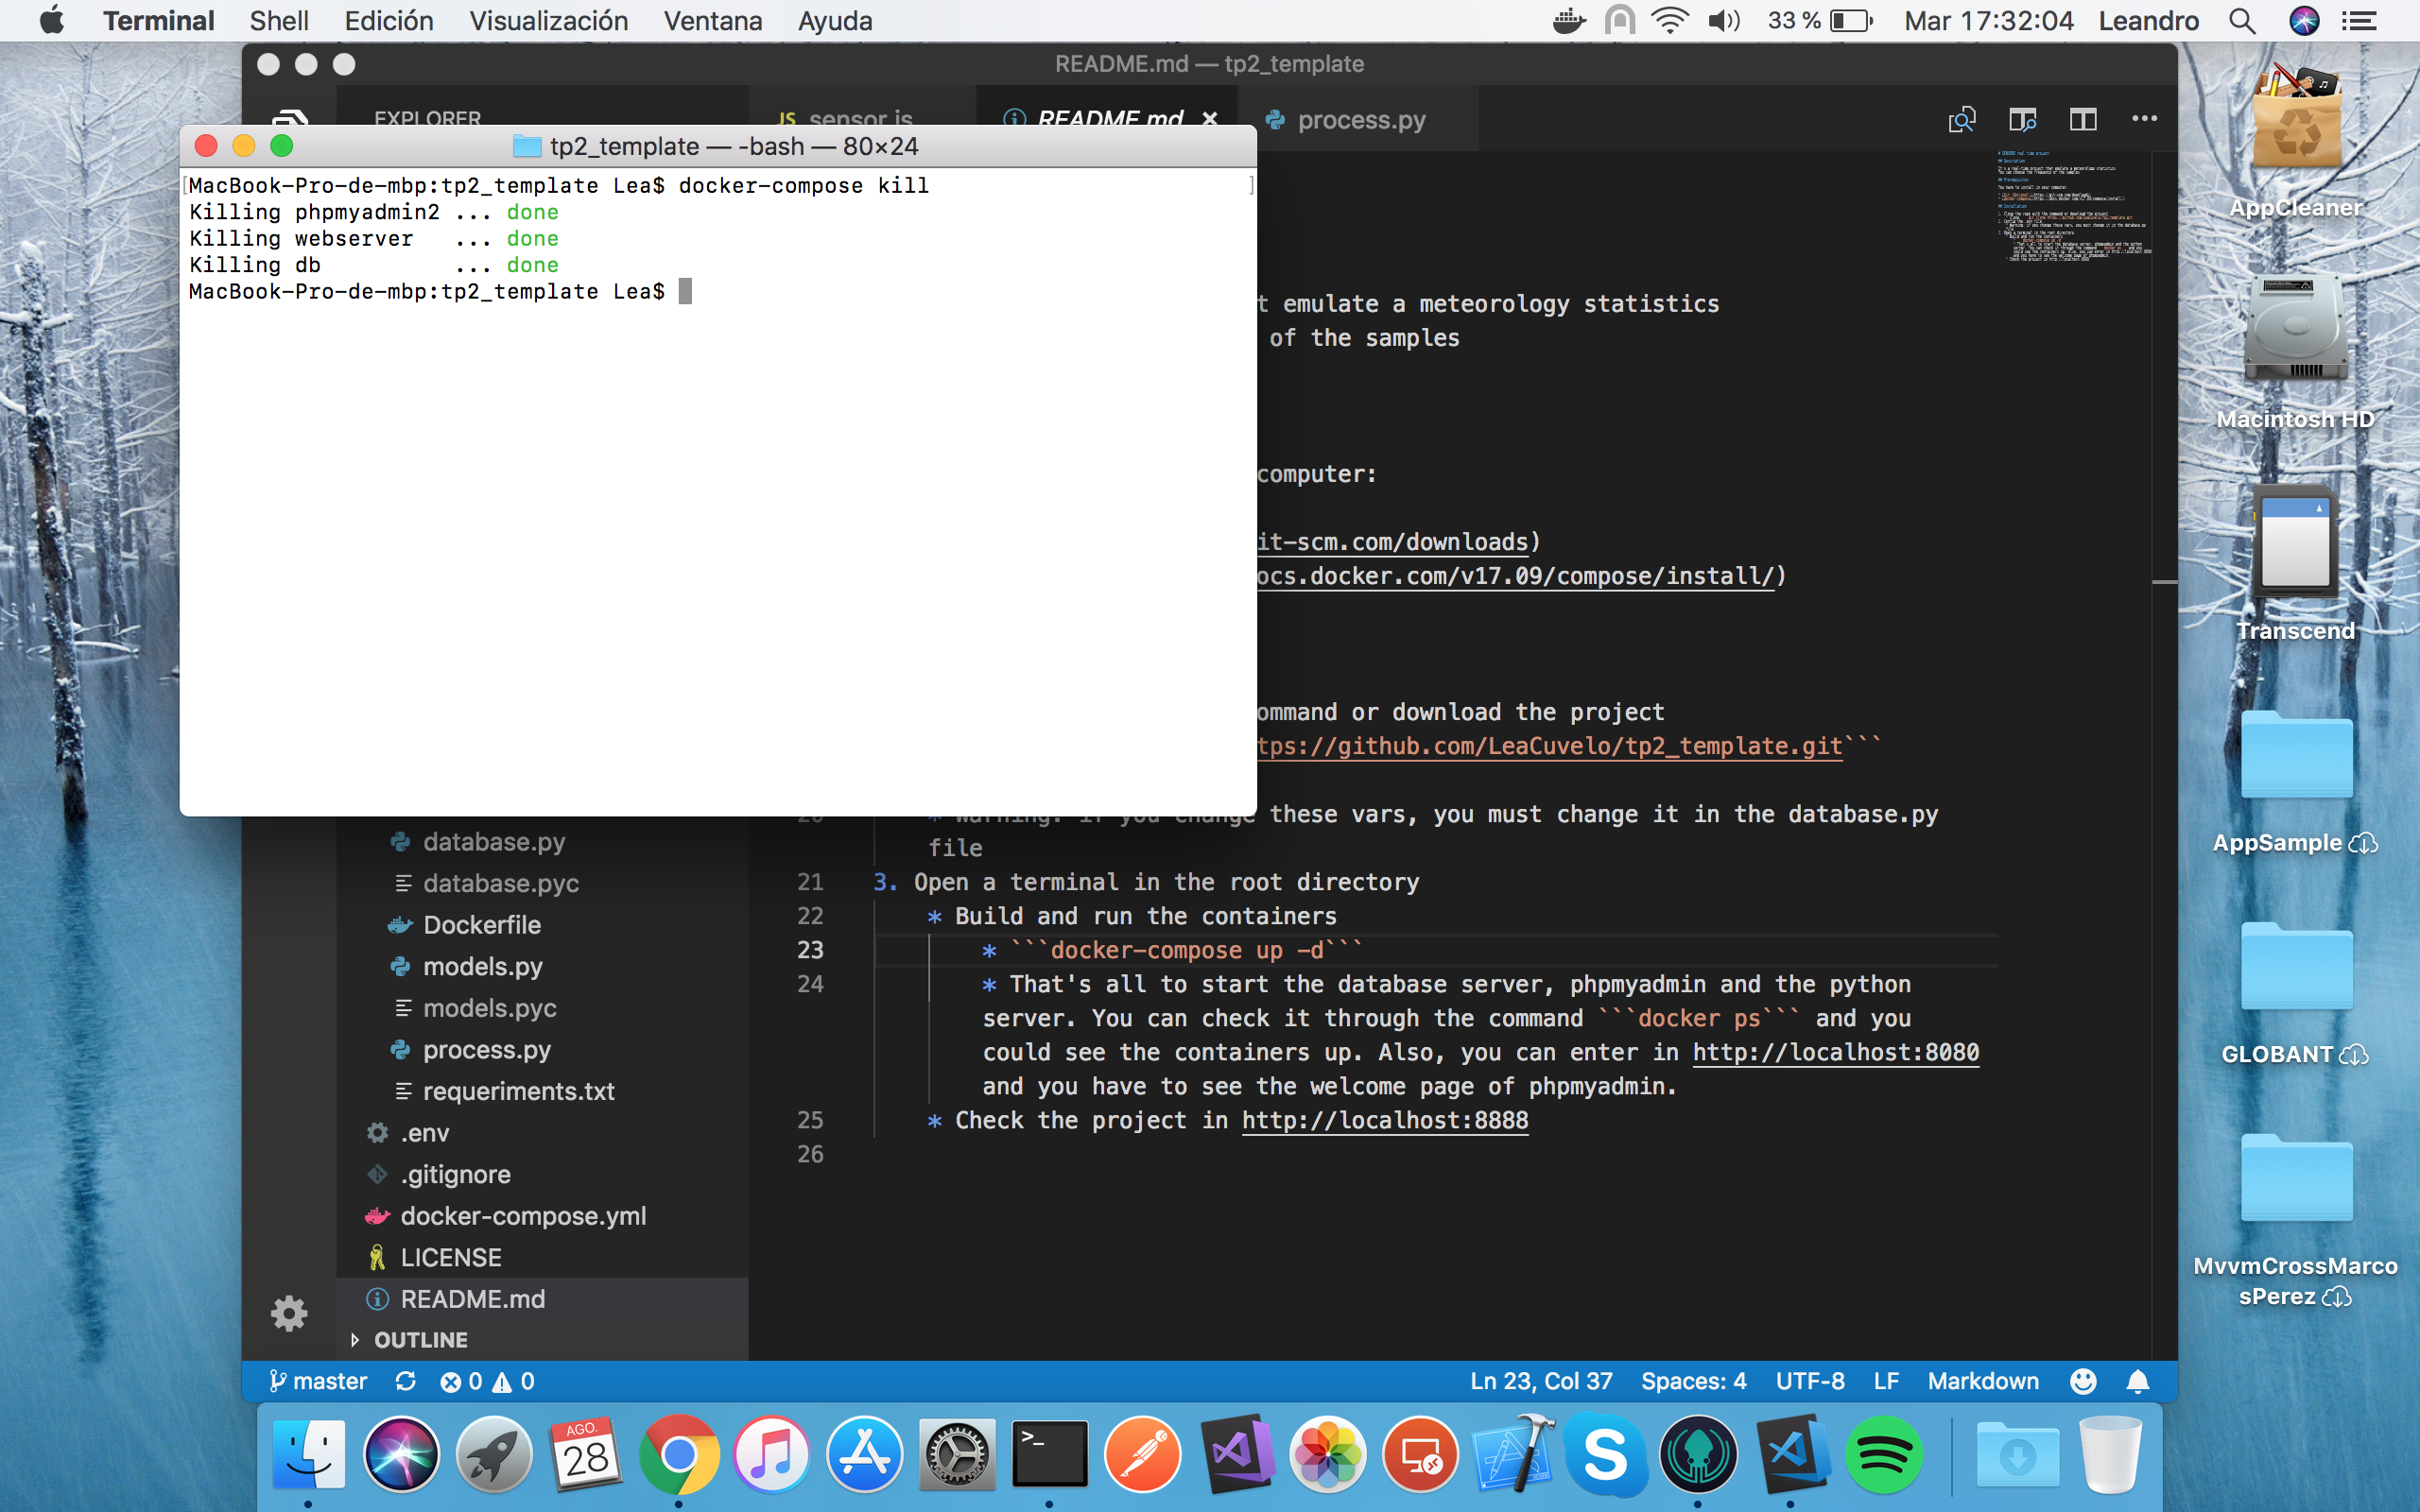 Terminal Shell Edición Visualización Ventana Ayuda 33 % Mar 17:32:04 Leandro
README.md — tp2_template
EXPLORER JS sensor.js README.md process.py
tp2_template — -bash — 80×24
MacBook-Pro-de-mbp:tp2_template Lea$ docker-compose kill
Killing phpmyadmin2 ... done
Killing webserver ... done
Killing db ... done
MacBook-Pro-de-mbp:tp2_template Lea$
t emulate a meteorology statistics
of the samples
computer:
it-scm.com/downloads)
ocs.docker.com/v17.09/compose/install/)
ommand or download the project
tps://github.com/LeaCuvelo/tp2_template.git```
20 * Warning: if you change these vars, you must change it in the database.py
file
21 3. Open a terminal in the root directory
22 * Build and run the containers
23 * ```docker-compose up -d```
24 * That's all to start the database server, phpmyadmin and the python
server. You can check it through the command ```docker ps``` and you
could see the containers up. Also, you can enter in http://localhost:8080
and you have to see the welcome page of phpmyadmin.
25 * Check the project in http://localhost:8888
26
database.py
database.pyc
Dockerfile
models.py
models.pyc
process.py
requeriments.txt
.env
.gitignore
docker-compose.yml
LICENSE
README.md
OUTLINE
master 0 0 Ln 23, Col 37 Spaces: 4 UTF-8 LF Markdown
AppCleaner
Macintosh HD
Transcend
AppSample
GLOBANT
MvvmCrossMarco
sPerez
AGO.
28
>_
S